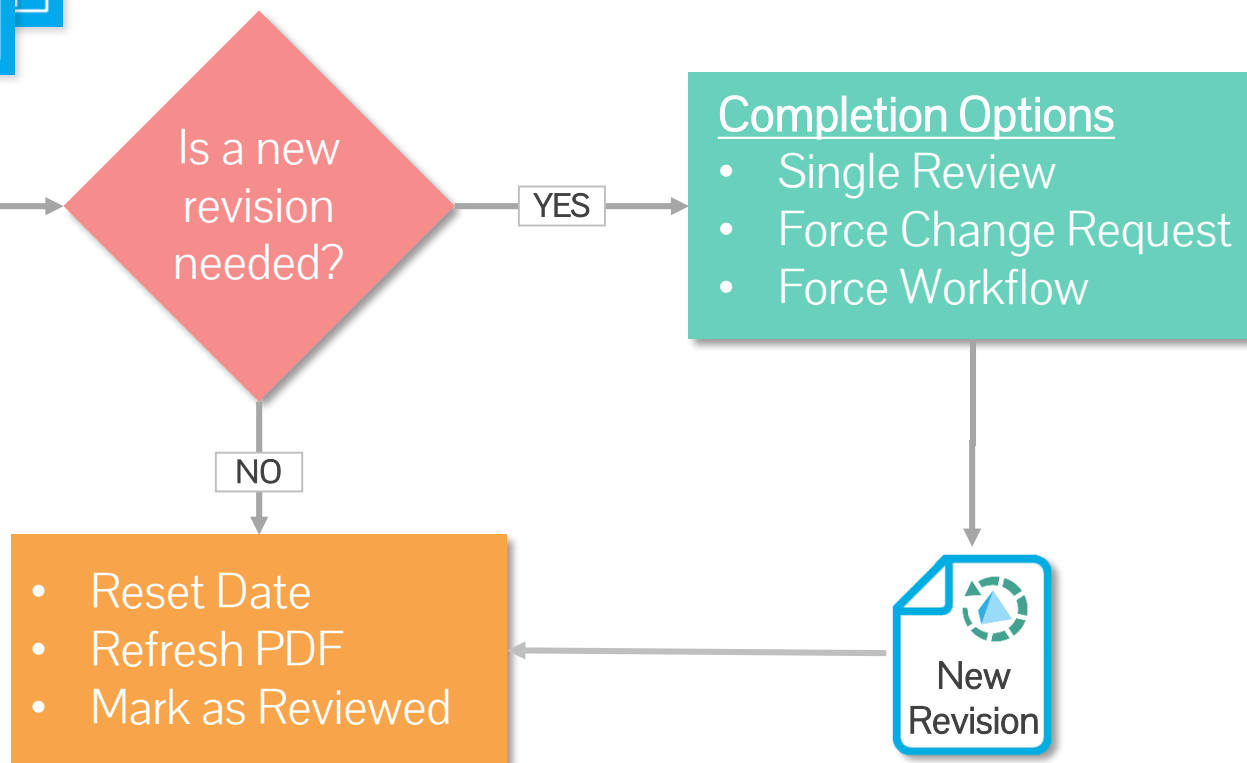 Is a new
revision
needed?
YES
Completion Options
• Single Review
• Force Change Request
• Force Workflow
NO
• Reset Date
• Refresh PDF
• Mark as Reviewed
New
Revision